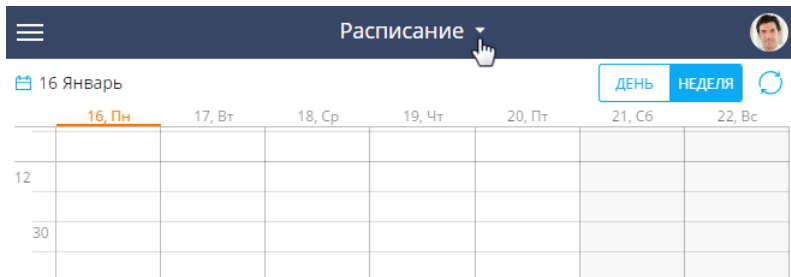 Расписание
16 Январь ДЕНЬ НЕДЕЛЯ
16, Пн 17, Вт 18, Ср 19, Чт 20, Пт 21, Сб 22, Вс
12
30